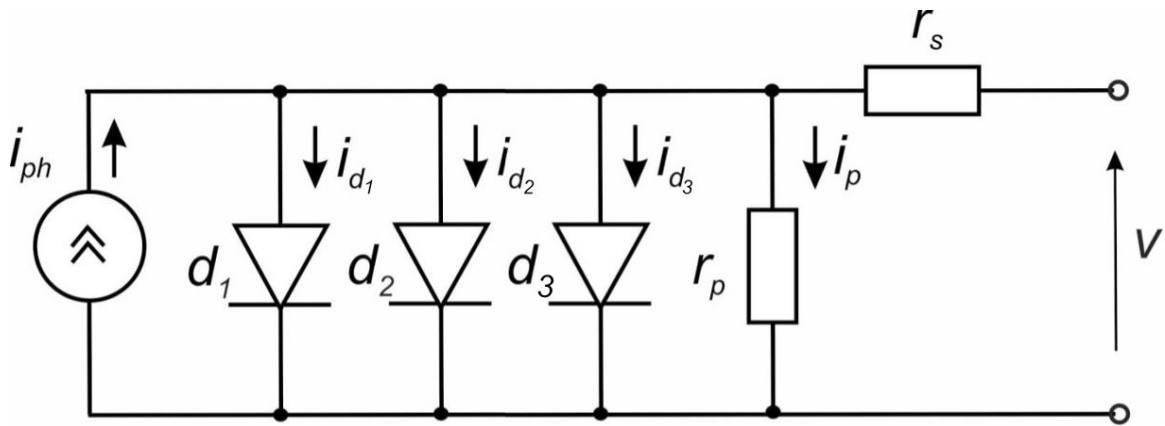 r_s
i_ph
i_d1
i_d2
i_d3
i_p
d_1
d_2
d_3
r_p
v